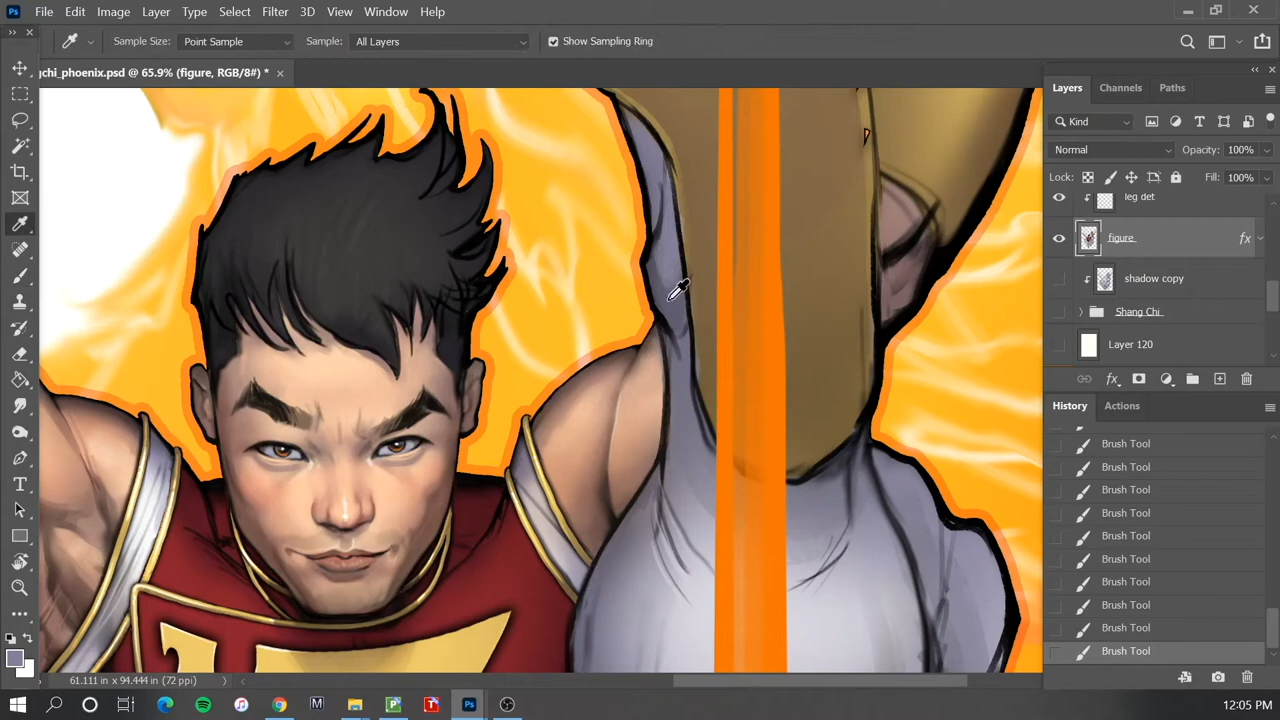 Ps File Edit Image Layer Type Select Filter 3D View Window Help
Sample Size: Point Sample Sample: All Layers Show Sampling Ring
gchi_phoenix.psd @ 65.9% (figure, RGB/8#) *
Layers Channels Paths
Kind
Normal Opacity: 100%
Lock: Fill: 100%
leg det
figure fx
shadow copy
Shang Chi
Layer 120
fx
History Actions
Brush Tool
Brush Tool
Brush Tool
Brush Tool
Brush Tool
Brush Tool
Brush Tool
Brush Tool
Brush Tool
Brush Tool
61.111 in x 94.444 in (72 ppi)
12:05 PM